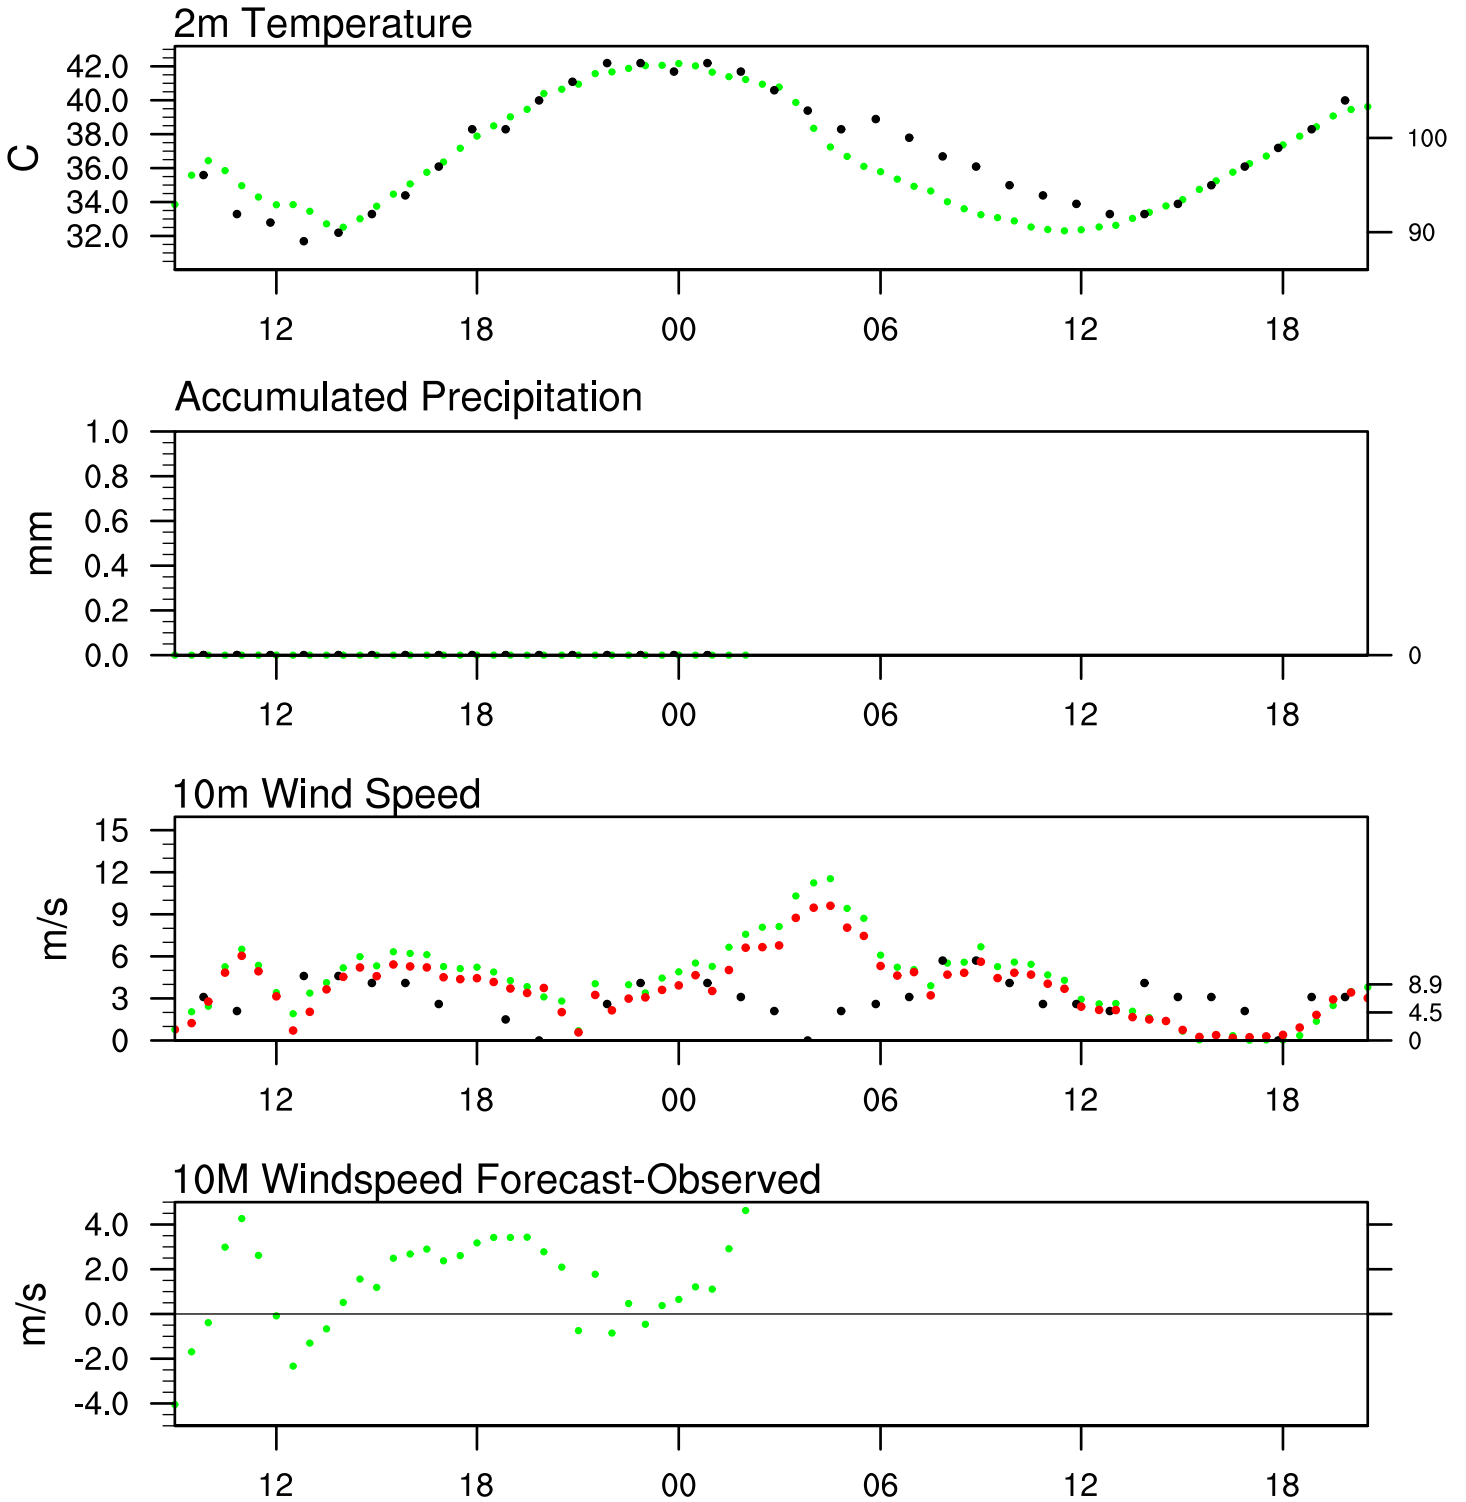 2m Temperature
42.0
40.0
38.0
36.0
34.0
32.0
C
100
90
12 18 00 06 12 18
Accumulated Precipitation
1.0
0.8
0.6
0.4
0.2
0.0
mm
0
12 18 00 06 12 18
10m Wind Speed
15
12
9
6
3
0
m/s
8.9
4.5
0
12 18 00 06 12 18
10M Windspeed Forecast-Observed
4.0
2.0
0.0
-2.0
-4.0
m/s
12 18 00 06 12 18